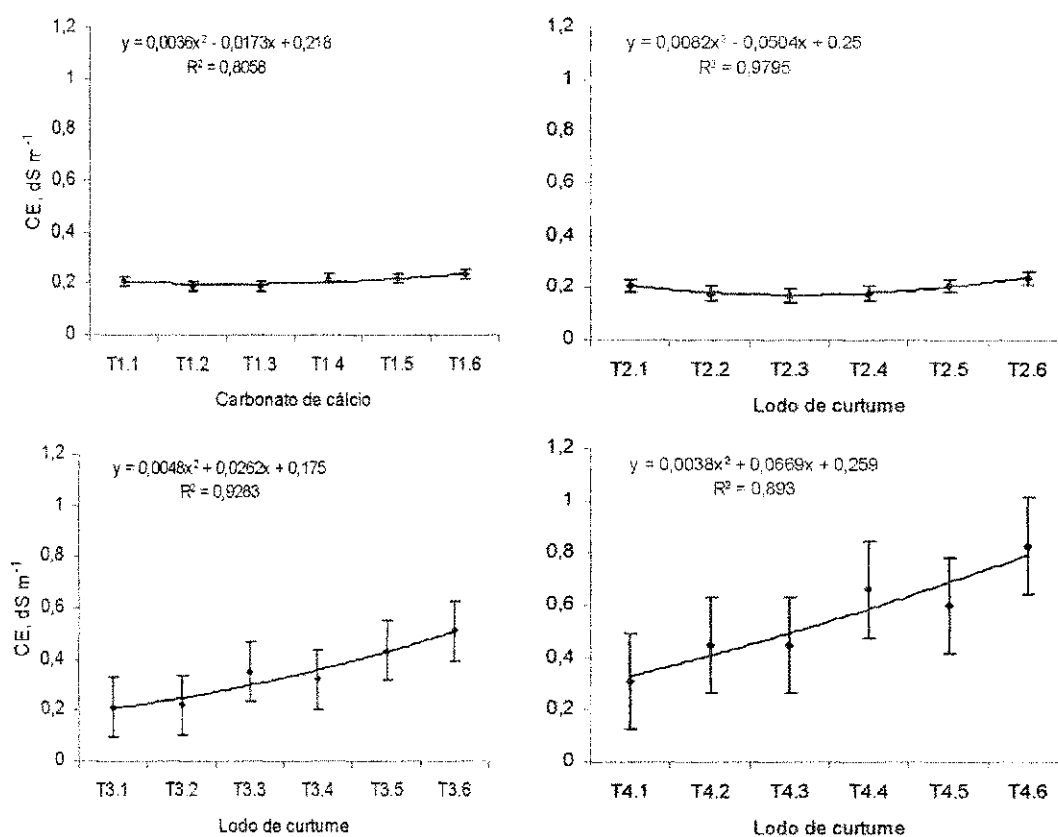 1,2
y = 0,0036x² - 0,0173x + 0,218
R² = 0,8058
1
0,8
0,6
0,4
0,2
0
CE, dS m⁻¹
T1.1 T1.2 T1.3 T1.4 T1.5 T1.6
Carbonato de cálcio
1,2
y = 0,0082x² - 0,0504x + 0.25
R² = 0,9795
1
0,8
0,6
0,4
0,2
0
T2.1 T2.2 T2.3 T2.4 T2.5 T2.6
Lodo de curtume
1,2
y = 0,0048x² + 0,0262x + 0,175
R² = 0,9283
1
0,8
0,6
0,4
0,2
0
CE, dS m⁻¹
T3.1 T3.2 T3.3 T3.4 T3.5 T3.6
Lodo de curtume
1,2
y = 0,0038x² + 0,0669x + 0,259
R² = 0,893
1
0,8
0,6
0,4
0,2
0
T4.1 T4.2 T4.3 T4.4 T4.5 T4.6
Lodo de curtume